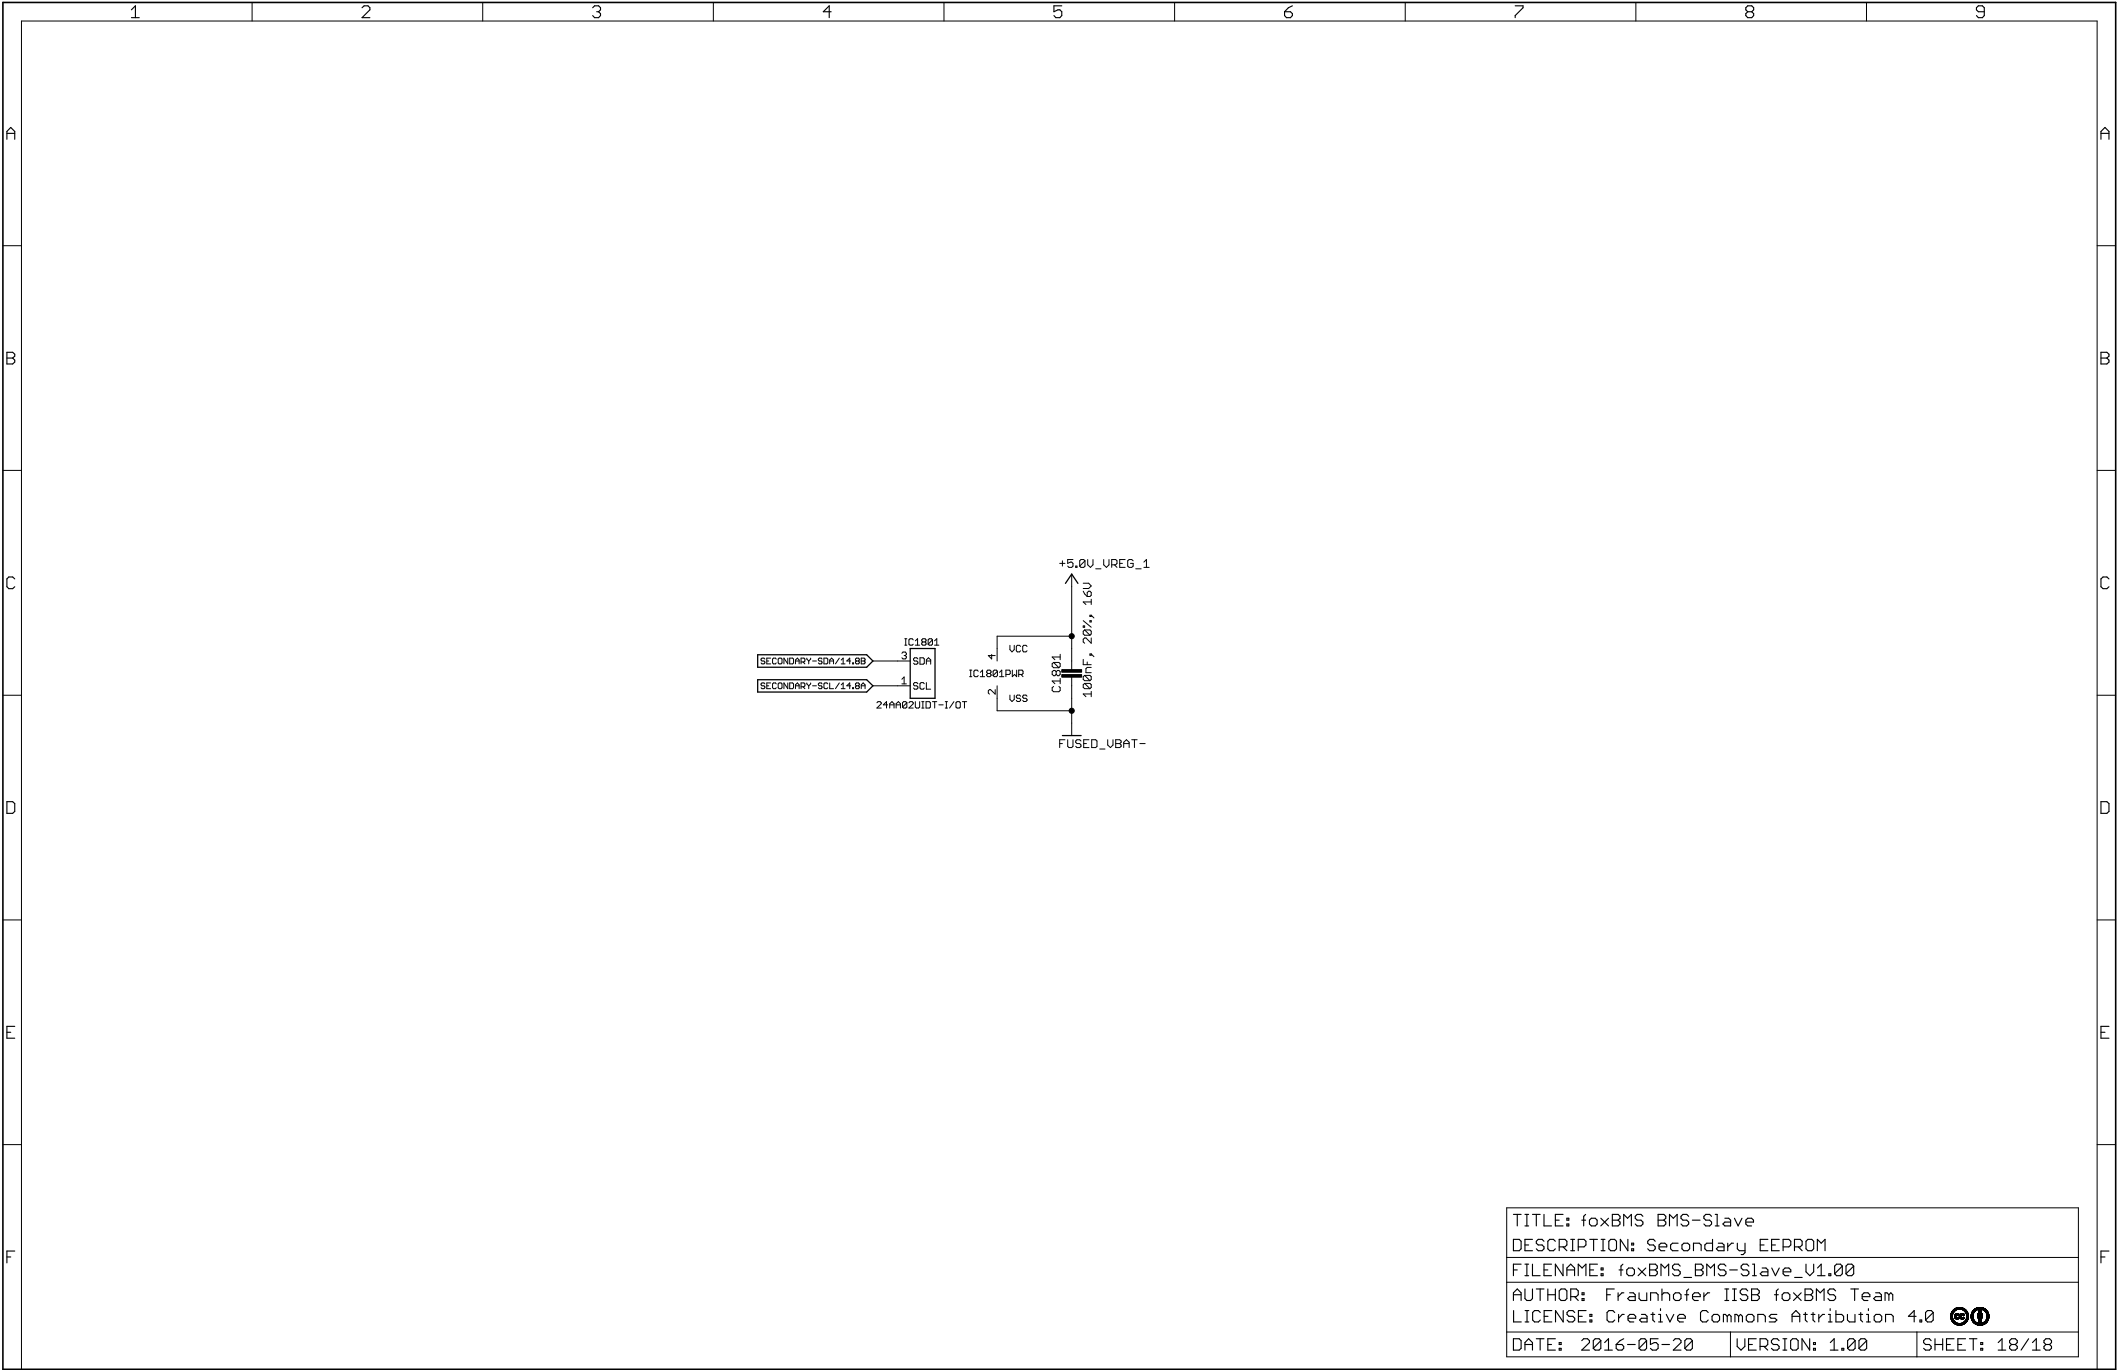 1 2 3 4 5 6 7 8 9
A A
B B
C C
D D
E E
F F
+5.0V_VREG_1
100nF, 20%, 16V
C1801
IC1801
SECONDARY-SDA/14.8B 3 SDA
SECONDARY-SCL/14.8A 1 SCL
24AA02UIDT-I/OT
4 VCC
IC1801PWR
2 VSS
FUSED_VBAT-
TITLE: foxBMS BMS-Slave
DESCRIPTION: Secondary EEPROM
FILENAME: foxBMS_BMS-Slave_V1.00
AUTHOR: Fraunhofer IISB foxBMS Team
LICENSE: Creative Commons Attribution 4.0 cc
DATE: 2016-05-20 VERSION: 1.00 SHEET: 18/18